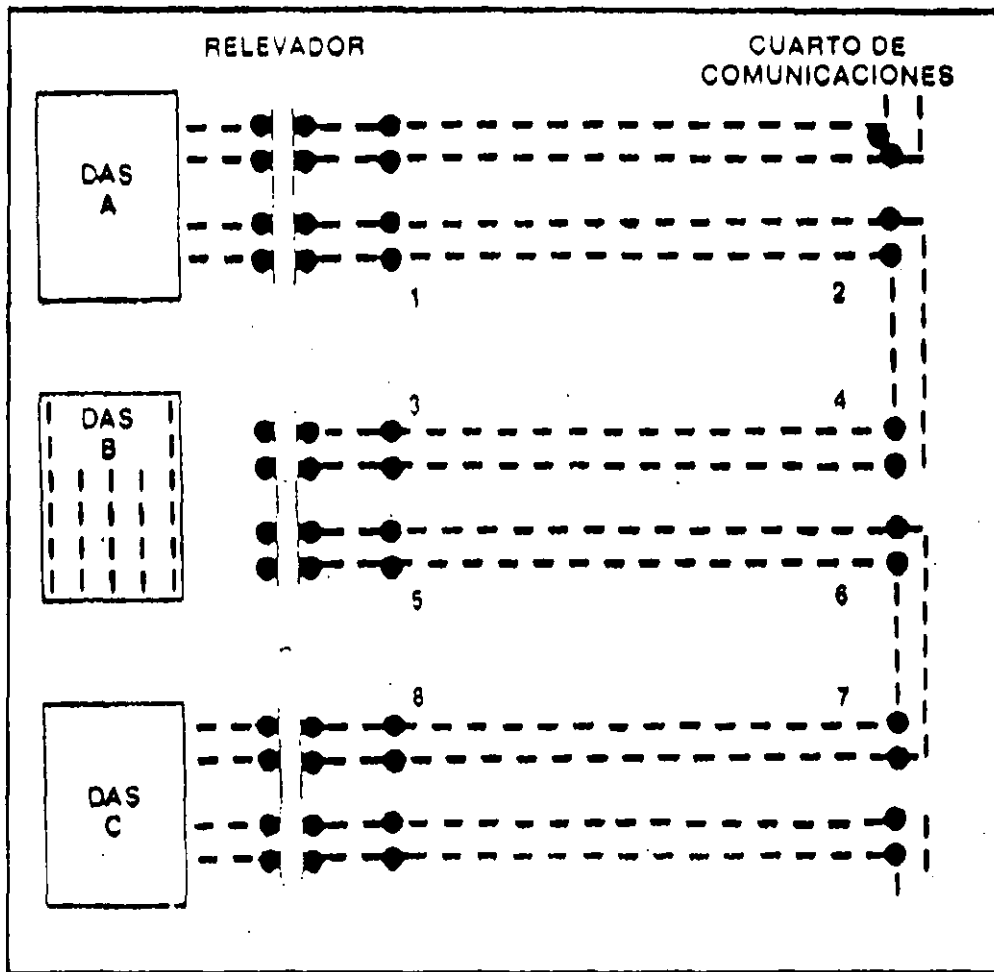 RELEVADOR
CUARTO DE
COMUNICACIONES
DAS
A
1
2
DAS
B
3
4
5
6
DAS
C
8
7